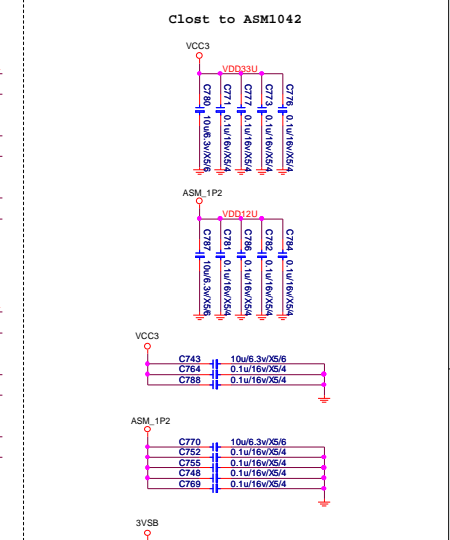 Clost to ASM1042
VCC3
VDD33U
C780 10u/6.3v/X5/6
C771 0.1u/16v/X5/4
C777 0.1u/16v/X5/4
C773 0.1u/16v/X5/4
C776 0.1u/16v/X5/4
ASM_1P2
VDD12U
C787 10u/6.3v/X5/6
C781 0.1u/16v/X5/4
C786 0.1u/16v/X5/4
C782 0.1u/16v/X5/4
C784 0.1u/16v/X5/4
VCC3
C743 10u/6.3v/X5/6
C764 0.1u/16v/X5/4
C788 0.1u/16v/X5/4
ASM_1P2
C770 10u/6.3v/X5/6
C752 0.1u/16v/X5/4
C755 0.1u/16v/X5/4
C748 0.1u/16v/X5/4
C769 0.1u/16v/X5/4
3VSB